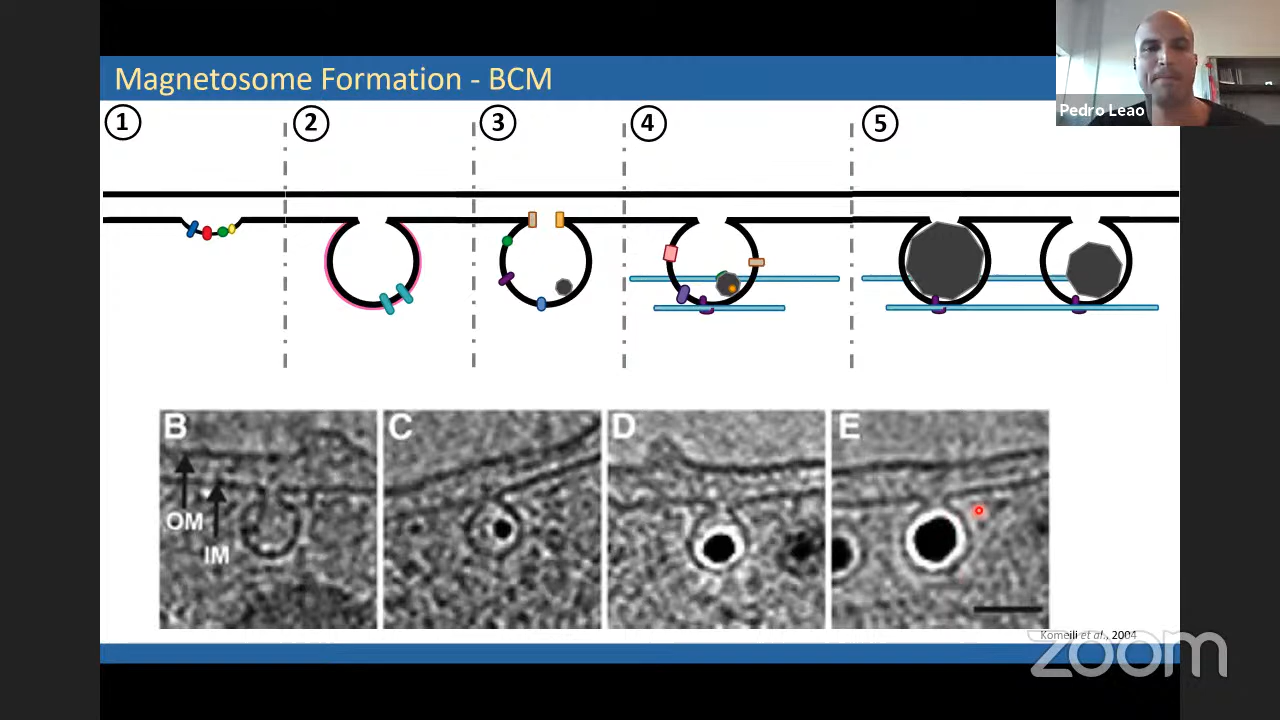 Magnetosome Formation - BCM
Pedro Leao
1 2 3 4 5
B C D E
OM
IM
Komeili et al., 2004
zoom